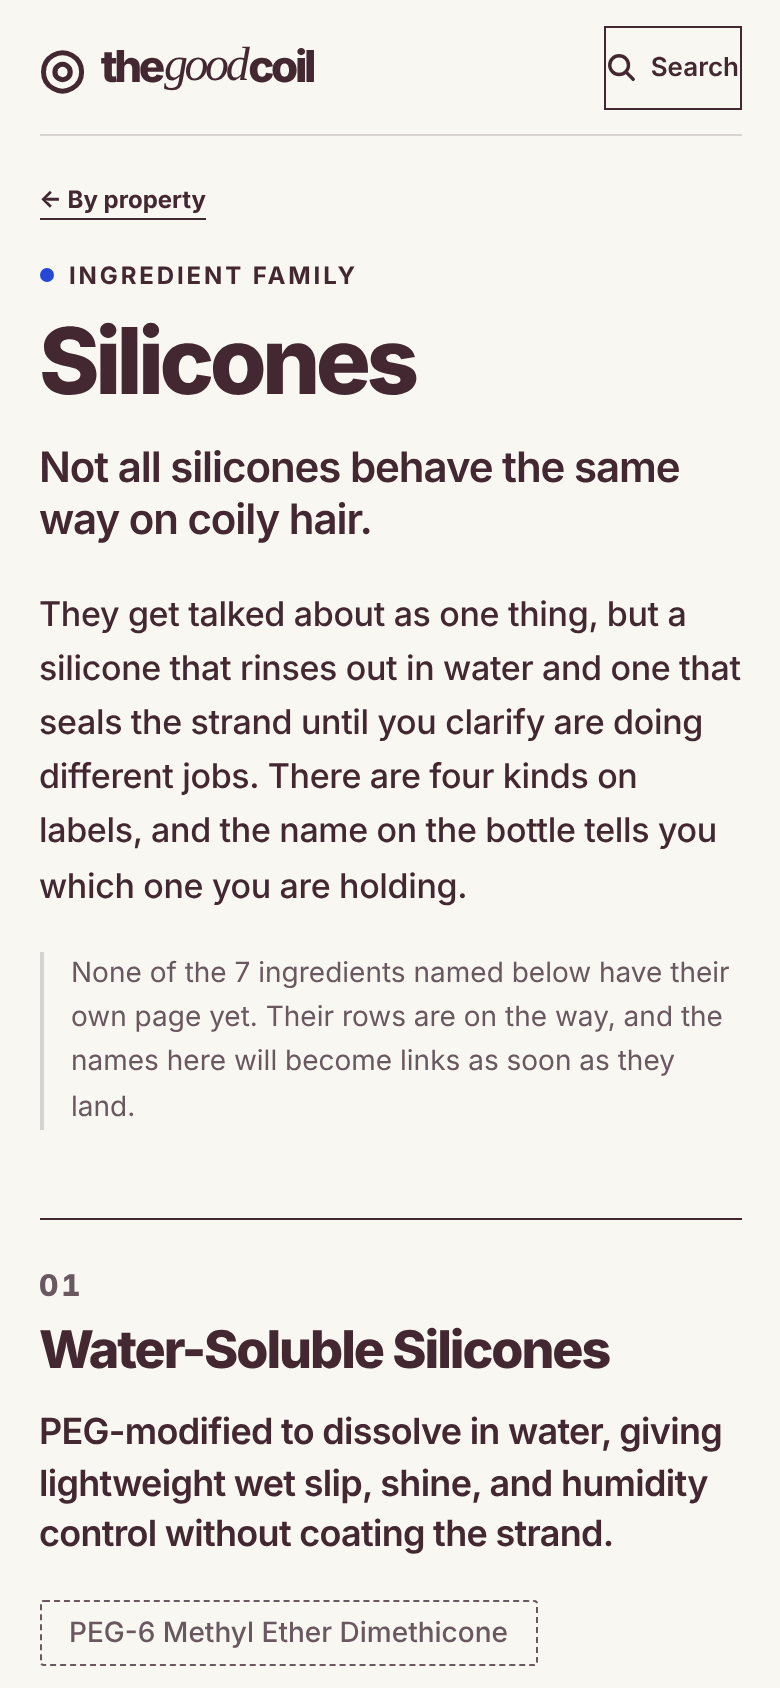 thegoodcoil
Search
← By property
INGREDIENT FAMILY
Silicones
Not all silicones behave the same
way on coily hair.
They get talked about as one thing, but a
silicone that rinses out in water and one that
seals the strand until you clarify are doing
different jobs. There are four kinds on
labels, and the name on the bottle tells you
which one you are holding.
None of the 7 ingredients named below have their
own page yet. Their rows are on the way, and the
names here will become links as soon as they
land.
01
Water-Soluble Silicones
PEG-modified to dissolve in water, giving
lightweight wet slip, shine, and humidity
control without coating the strand.
PEG-6 Methyl Ether Dimethicone